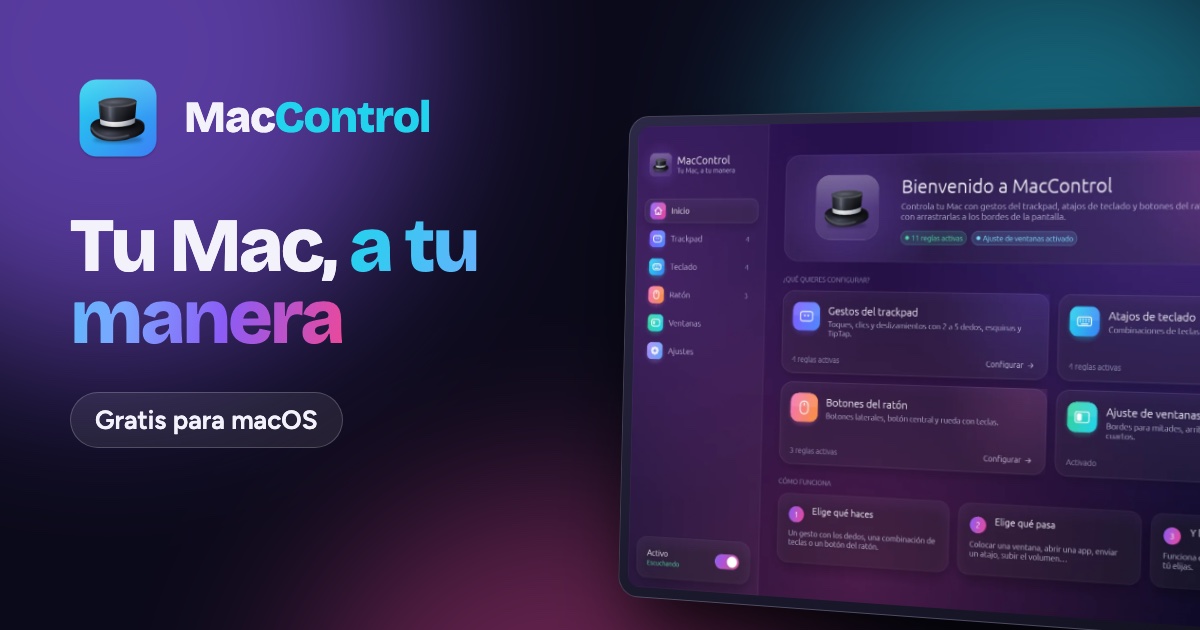 MacControl
Tu Mac, a tu
manera
Gratis para macOS
MacControl
Tu Mac, a tu manera
Inicio
Trackpad 4
Teclado 4
Ratón 3
Ventanas
Ajustes
Activo
Escuchando
Bienvenido a MacControl
Controla tu Mac con gestos del trackpad, atajos de teclado y botones del
con arrastrarlas a los bordes de la pantalla.
11 reglas activas
Ajuste de ventanas activado
¿QUÉ QUIERES CONFIGURAR?
Gestos del trackpad
Toques, clics y deslizamientos con 2 a 5 dedos, esquinas y
TipTap.
4 reglas activas
Configurar →
Atajos de teclado
Combinaciones de teclas
4 reglas activas
Botones del ratón
Botones laterales, botón central y rueda con teclas.
3 reglas activas
Configurar →
Ajuste de ventanas
Bordes para mitades,
cuartos.
Activado
CÓMO FUNCIONA
1
Elige qué haces
Un gesto con los dedos, una combinación de
teclas o un botón del ratón.
2
Elige qué pasa
Colocar una ventana, abrir una app, enviar
un atajo, subir el volumen...
3
Y
Funciona
tú elijas.